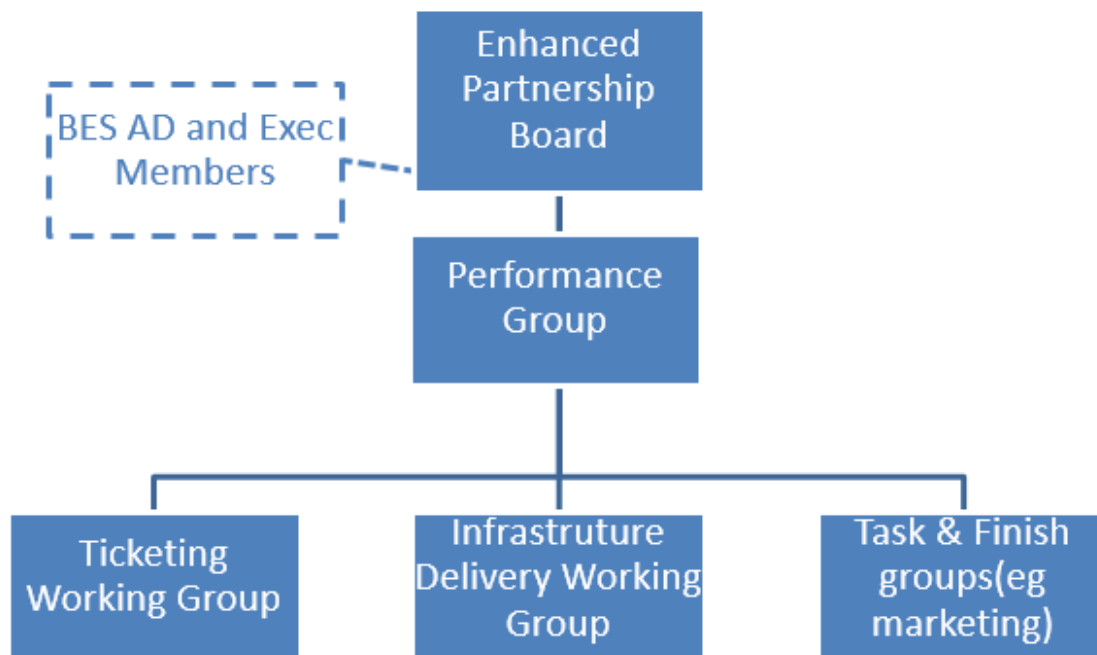 Enhanced
Partnership
Board
BES AD and Exec
Members
Performance
Group
Ticketing
Working Group
Infrastruture
Delivery Working
Group
Task & Finish
groups(eg
marketing)